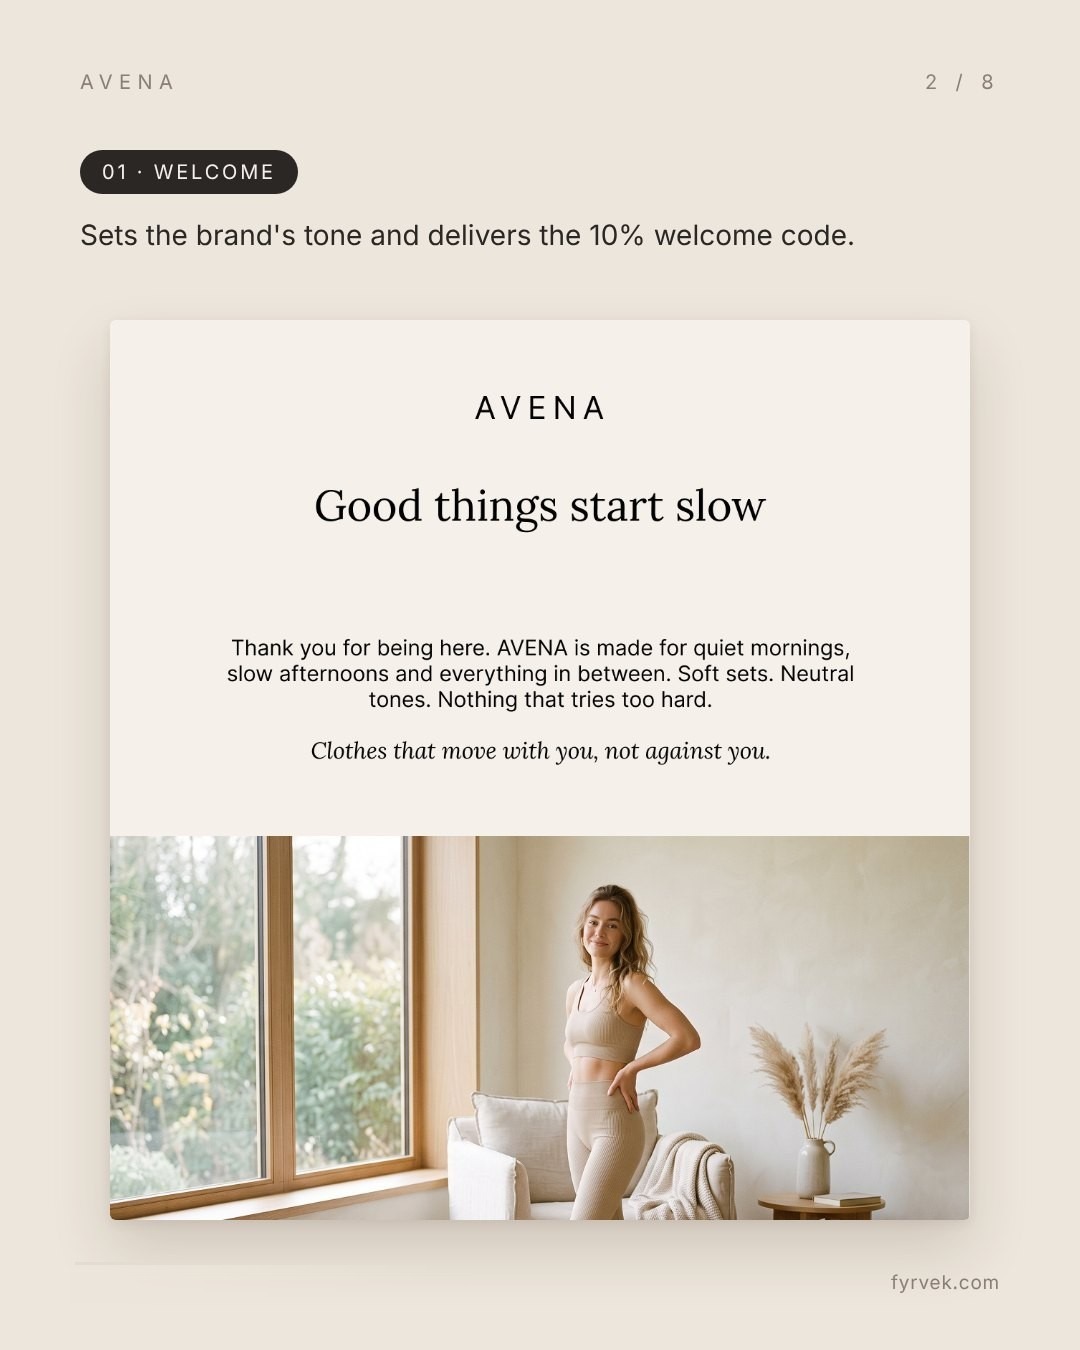 AVENA
2 / 8
01 · WELCOME
Sets the brand's tone and delivers the 10% welcome code.
AVENA
Good things start slow
Thank you for being here. AVENA is made for quiet mornings,
slow afternoons and everything in between. Soft sets. Neutral
tones. Nothing that tries too hard.
Clothes that move with you, not against you.
fyrvek.com